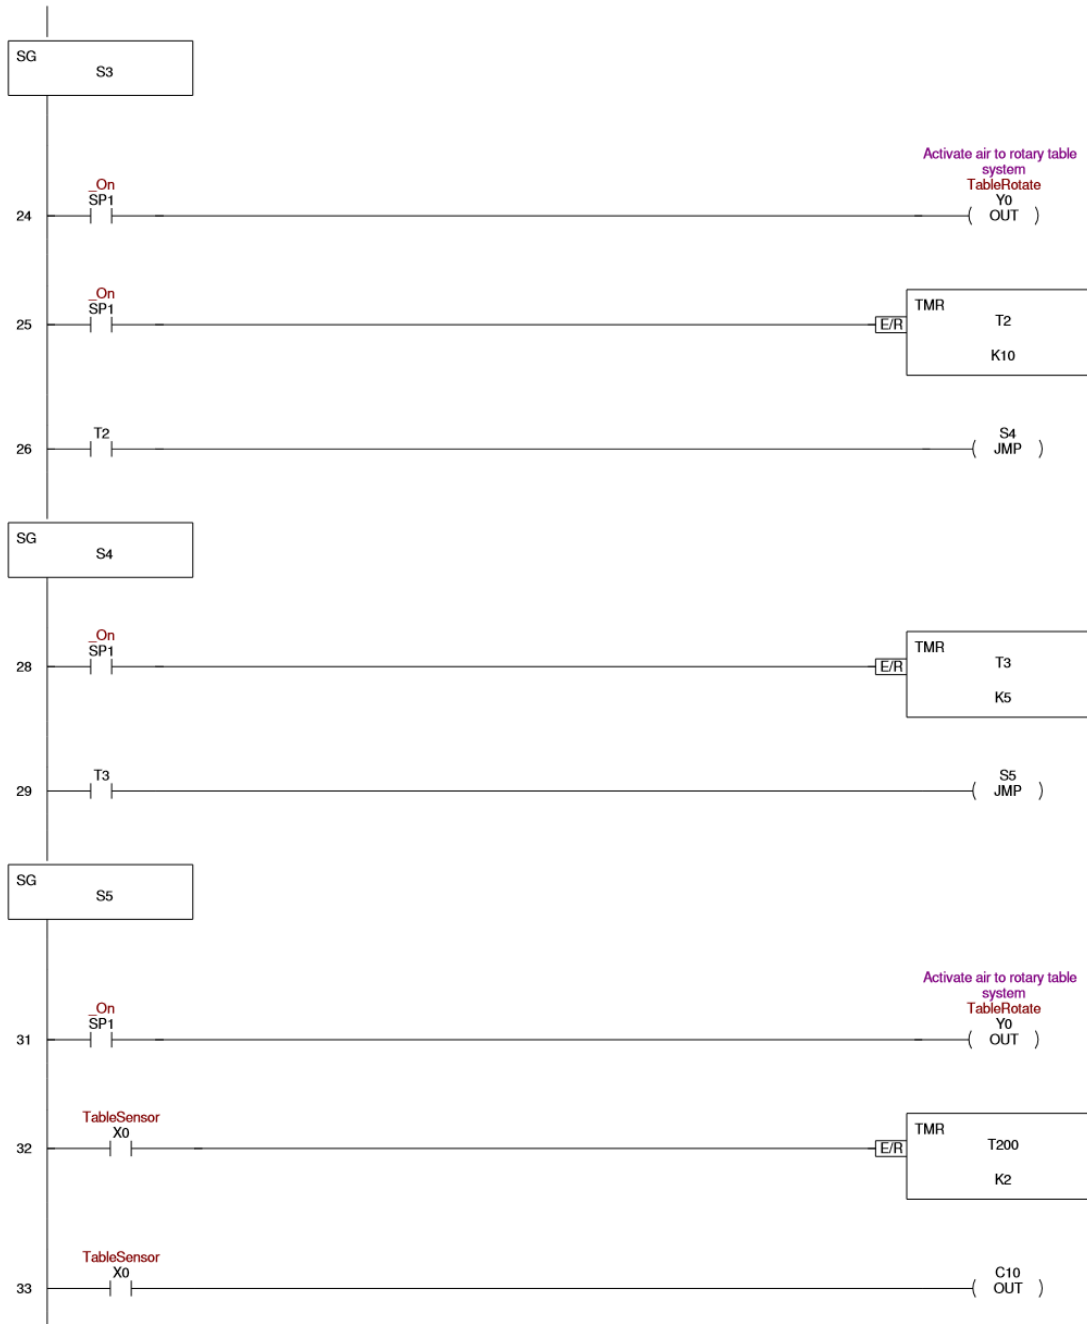 SG
S3
Activate air to rotary table
system
TableRotate
_On
SP1
Y0
24
OUT
_On
SP1
TMR
T2
25
E/R
K10
T2
S4
26
JMP
SG
S4
_On
SP1
TMR
T3
28
E/R
K5
T3
S5
29
JMP
SG
S5
Activate air to rotary table
system
TableRotate
_On
SP1
Y0
31
OUT
TableSensor
X0
TMR
T200
32
E/R
K2
TableSensor
X0
C10
33
OUT